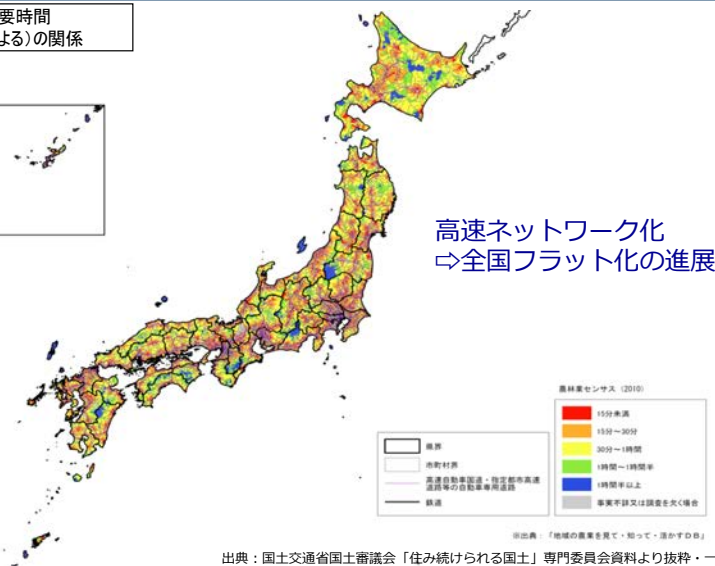 要時間
よる)の関係
高速ネットワーク化
⇨全国フラット化の進展
農林業センサス (2010)
15分未満
15分~30分
30分~1時間
1時間~1時間半
1時間半以上
事実不詳又は調査を欠く場合
県界
市町村界
高速自動車国道・指定都市高速
道路等の自動車専用道路
鉄道
※出典:「地域の農業を見て・知って・活かすDB」
出典:国土交通省国土審議会「住み続けられる国土」専門委員会資料より抜粋・一